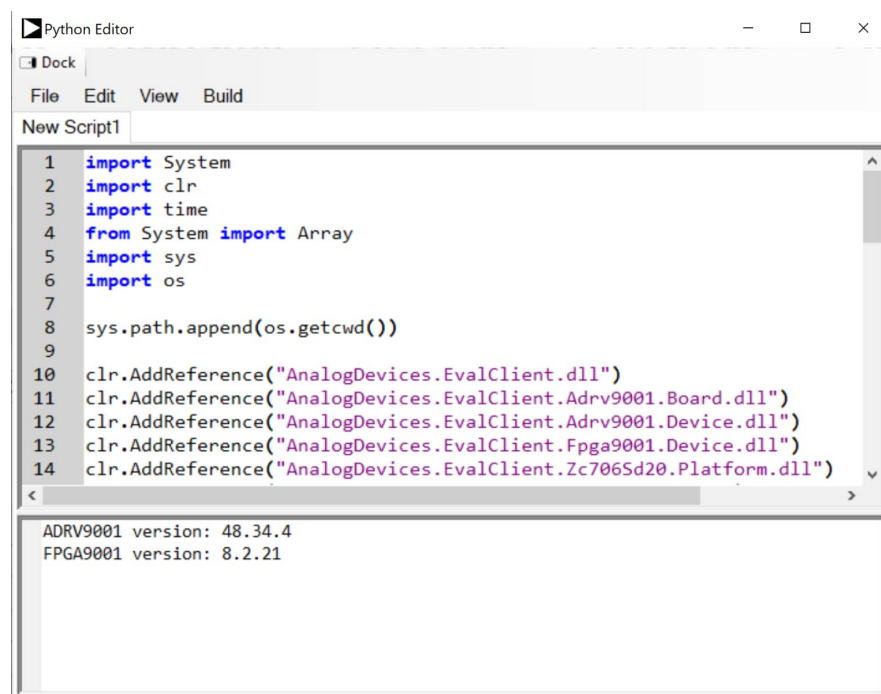 Python Editor
Dock
File Edit View Build
New Script1
1 import System
2 import clr
3 import time
4 from System import Array
5 import sys
6 import os
7
8 sys.path.append(os.getcwd())
9
10 clr.AddReference("AnalogDevices.EvalClient.dll")
11 clr.AddReference("AnalogDevices.EvalClient.Adrv9001.Board.dll")
12 clr.AddReference("AnalogDevices.EvalClient.Adrv9001.Device.dll")
13 clr.AddReference("AnalogDevices.EvalClient.Fpga9001.Device.dll")
14 clr.AddReference("AnalogDevices.EvalClient.Zc706Sd20.Platform.dll")
ADRV9001 version: 48.34.4
FPGA9001 version: 8.2.21